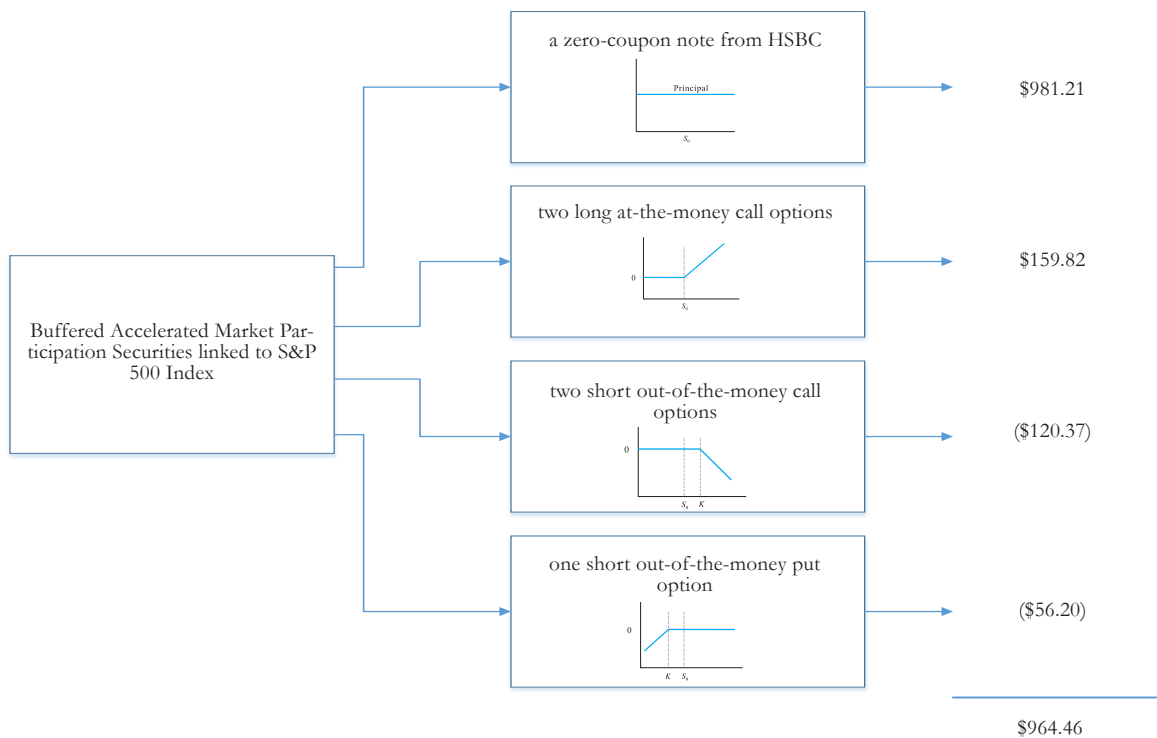 a zero-coupon note from HSBC
Principal
S₀
$981.21
two long at-the-money call options
0
S₀
$159.82
Buffered Accelerated Market Par-
ticipation Securities linked to S&P
500 Index
two short out-of-the-money call
options
0
S₀ K
($120.37)
one short out-of-the-money put
option
0
K S₀
($56.20)
$964.46